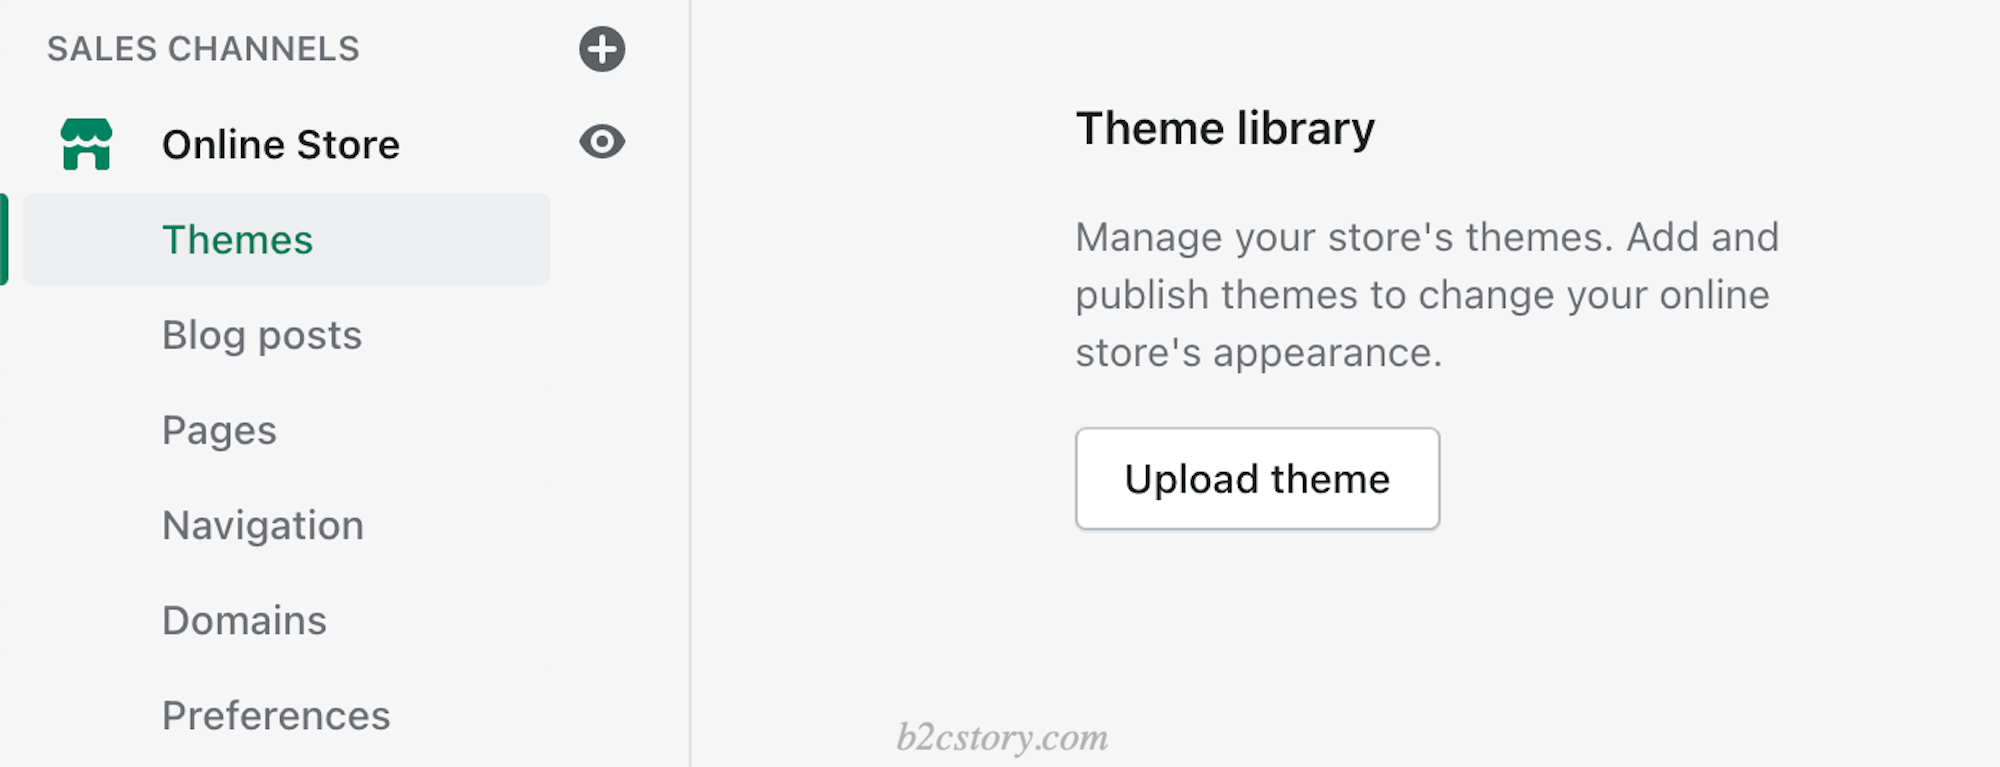 SALES CHANNELS
Online Store
Themes
Blog posts
Pages
Navigation
Domains
Preferences
Theme library
Manage your store's themes. Add and
publish themes to change your online
store's appearance.
Upload theme
b2cstory.com